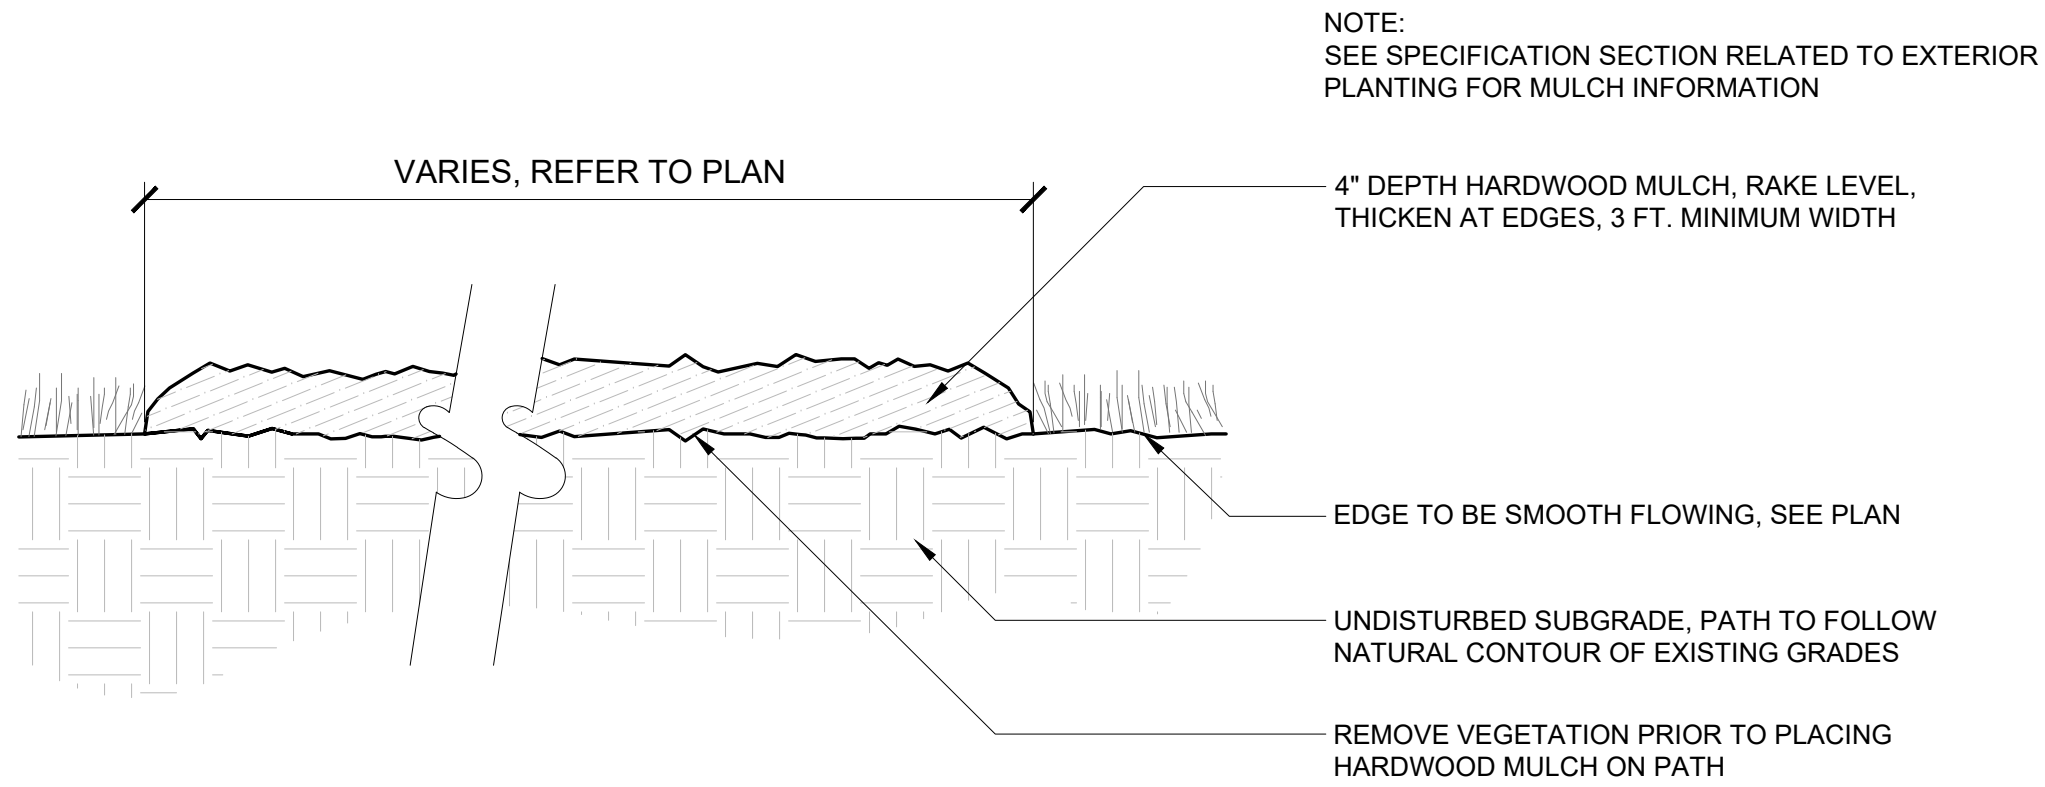 NOTE:
SEE SPECIFICATION SECTION RELATED TO EXTERIOR
PLANTING FOR MULCH INFORMATION
VARIES, REFER TO PLAN
4" DEPTH HARDWOOD MULCH, RAKE LEVEL,
THICKEN AT EDGES, 3 FT. MINIMUM WIDTH
EDGE TO BE SMOOTH FLOWING, SEE PLAN
UNDISTURBED SUBGRADE, PATH TO FOLLOW
NATURAL CONTOUR OF EXISTING GRADES
REMOVE VEGETATION PRIOR TO PLACING
HARDWOOD MULCH ON PATH